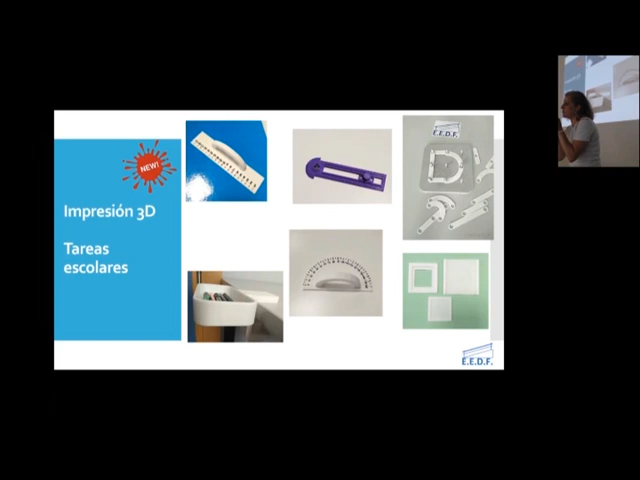 NEW!
Impresión 3D
Tareas
escolares
E.E.D.F.
E.E.D.F.